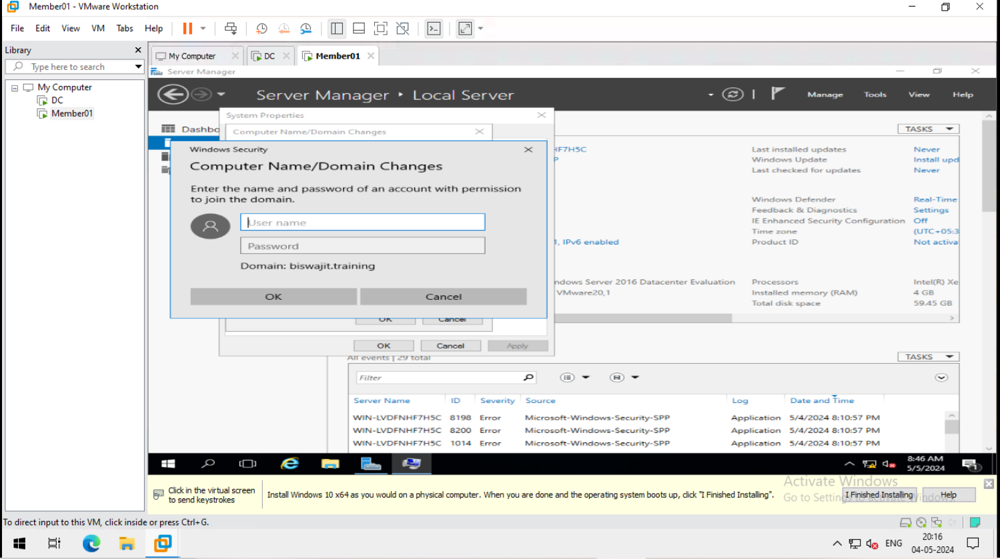 Member01 - VMware Workstation
File Edit View VM Tabs Help
Library
Type here to search
My Computer
DC
Member01
My Computer DC Member01
Server Manager
Server Manager ‣ Local Server
Manage Tools View Help
System Properties
Computer Name/Domain Changes
Windows Security
Computer Name/Domain Changes
Enter the name and password of an account with permission
to join the domain.
User name
Password
Domain: biswajit.training
OK Cancel
OK Cancel
OK Cancel Apply
Dashbo
TASKS
HF7H5C
P
1, IPv6 enabled
ndows Server 2016 Datacenter Evaluation
VMware20,1
Last installed updates Never
Windows Update Install upd
Last checked for updates Never
Windows Defender Real-Time
Feedback & Diagnostics Settings
IE Enhanced Security Configuration Off
Time zone (UTC+05:3
Product ID Not activa
Processors Intel(R) Xe
Installed memory (RAM) 4 GB
Total disk space 59.45 GB
All events | 29 total
TASKS
Filter
Server Name ID Severity Source Log Date and Time
WIN-LVDFNHF7H5C 8198 Error Microsoft-Windows-Security-SPP Application 5/4/2024 8:10:57 PM
WIN-LVDFNHF7H5C 8200 Error Microsoft-Windows-Security-SPP Application 5/4/2024 8:10:57 PM
WIN-LVDFNHF7H5C 1014 Error Microsoft-Windows-Security-SPP Application 5/4/2024 8:10:57 PM
8:46 AM
5/5/2024
1
Click in the virtual screen
to send keystrokes
Install Windows 10 x64 as you would on a physical computer. When you are done and the operating system boots up, click "I Finished Installing".
I Finished Installing Help
Activate Windows
Go to Settings to activate Windows.
To direct input to this VM, click inside or press Ctrl+G.
ENG
20:16
04-05-2024